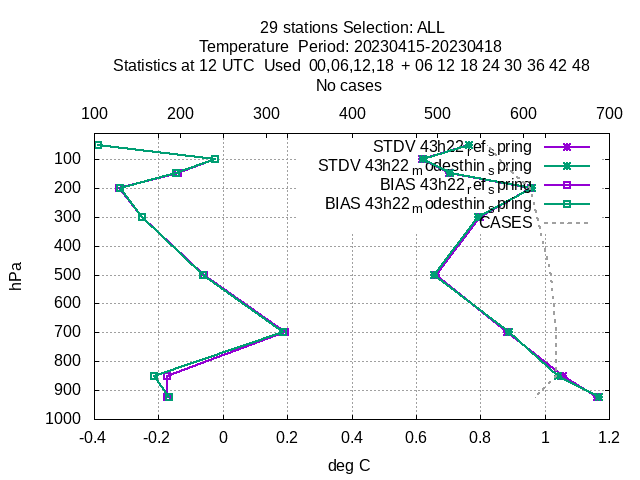 29 stations Selection: ALL
Temperature  Period: 20230415-20230418
Statistics at 12 UTC  Used  00,06,12,18  + 06 12 18 24 30 36 42 48
No cases
100 200 300 400 500 600 700
STDV 43h22_ref_spring
STDV 43h22_modesthin_spring
BIAS 43h22_ref_spring
BIAS 43h22_modesthin_spring
CASES
100
200
300
400
500
600
700
800
900
1000
hPa
-0.4 -0.2 0 0.2 0.4 0.6 0.8 1 1.2
deg C